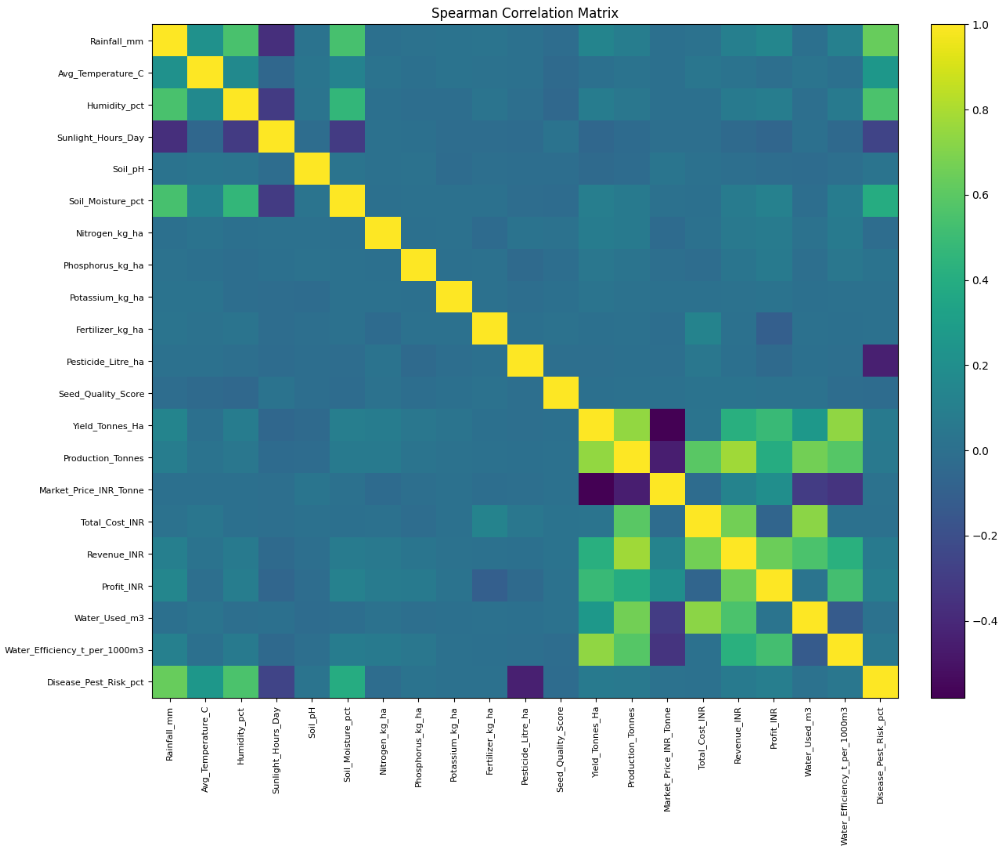 Spearman Correlation Matrix
Rainfall_mm
Avg_Temperature_C
Humidity_pct
Sunlight_Hours_Day
Soil_pH
Soil_Moisture_pct
Nitrogen_kg_ha
Phosphorus_kg_ha
Potassium_kg_ha
Fertilizer_kg_ha
Pesticide_Litre_ha
Seed_Quality_Score
Yield_Tonnes_Ha
Production_Tonnes
Market_Price_INR_Tonne
Total_Cost_INR
Revenue_INR
Profit_INR
Water_Used_m3
Water_Efficiency_t_per_1000m3
Disease_Pest_Risk_pct
Rainfall_mm
Avg_Temperature_C
Humidity_pct
Sunlight_Hours_Day
Soil_pH
Soil_Moisture_pct
Nitrogen_kg_ha
Phosphorus_kg_ha
Potassium_kg_ha
Fertilizer_kg_ha
Pesticide_Litre_ha
Seed_Quality_Score
Yield_Tonnes_Ha
Production_Tonnes
Market_Price_INR_Tonne
Total_Cost_INR
Revenue_INR
Profit_INR
Water_Used_m3
Water_Efficiency_t_per_1000m3
Disease_Pest_Risk_pct
1.0
0.8
0.6
0.4
0.2
0.0
−0.2
−0.4